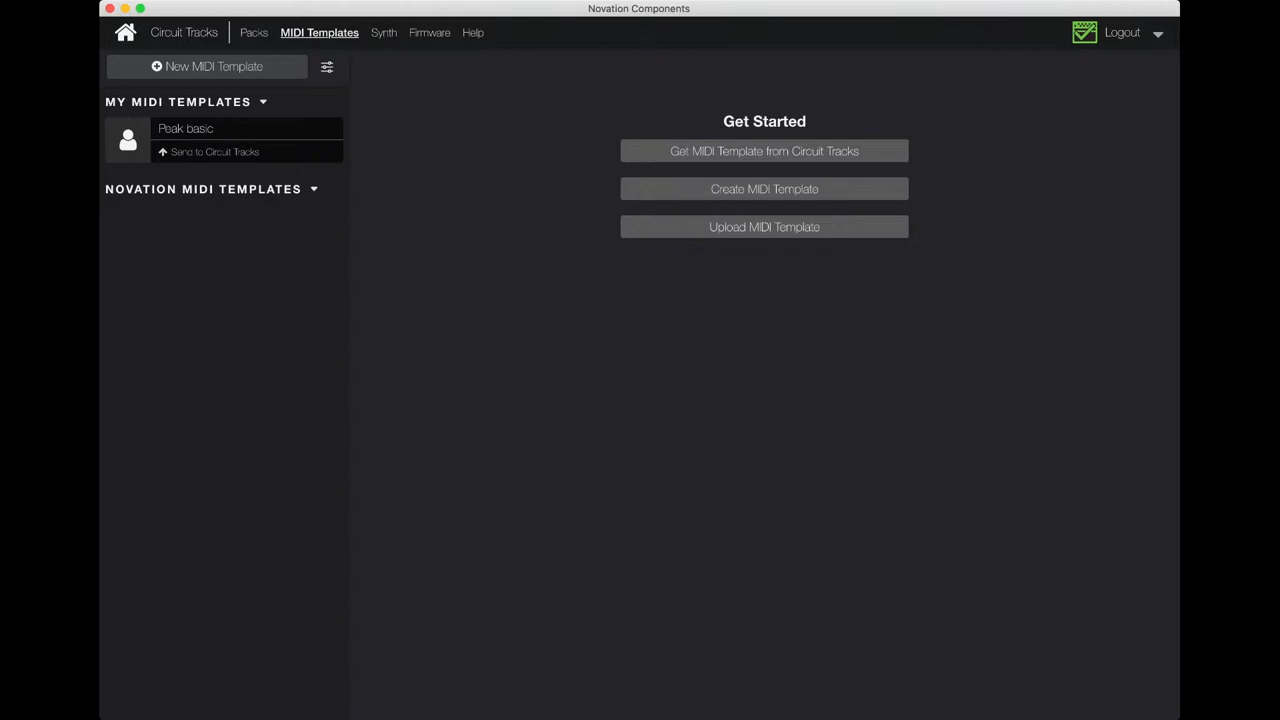 Novation Components
Circuit Tracks Packs MIDI Templates Synth Firmware Help Logout
New MIDI Template
MY MIDI TEMPLATES
Peak basic
Send to Circuit Tracks
NOVATION MIDI TEMPLATES
Get Started
Get MIDI Template from Circuit Tracks
Create MIDI Template
Upload MIDI Template